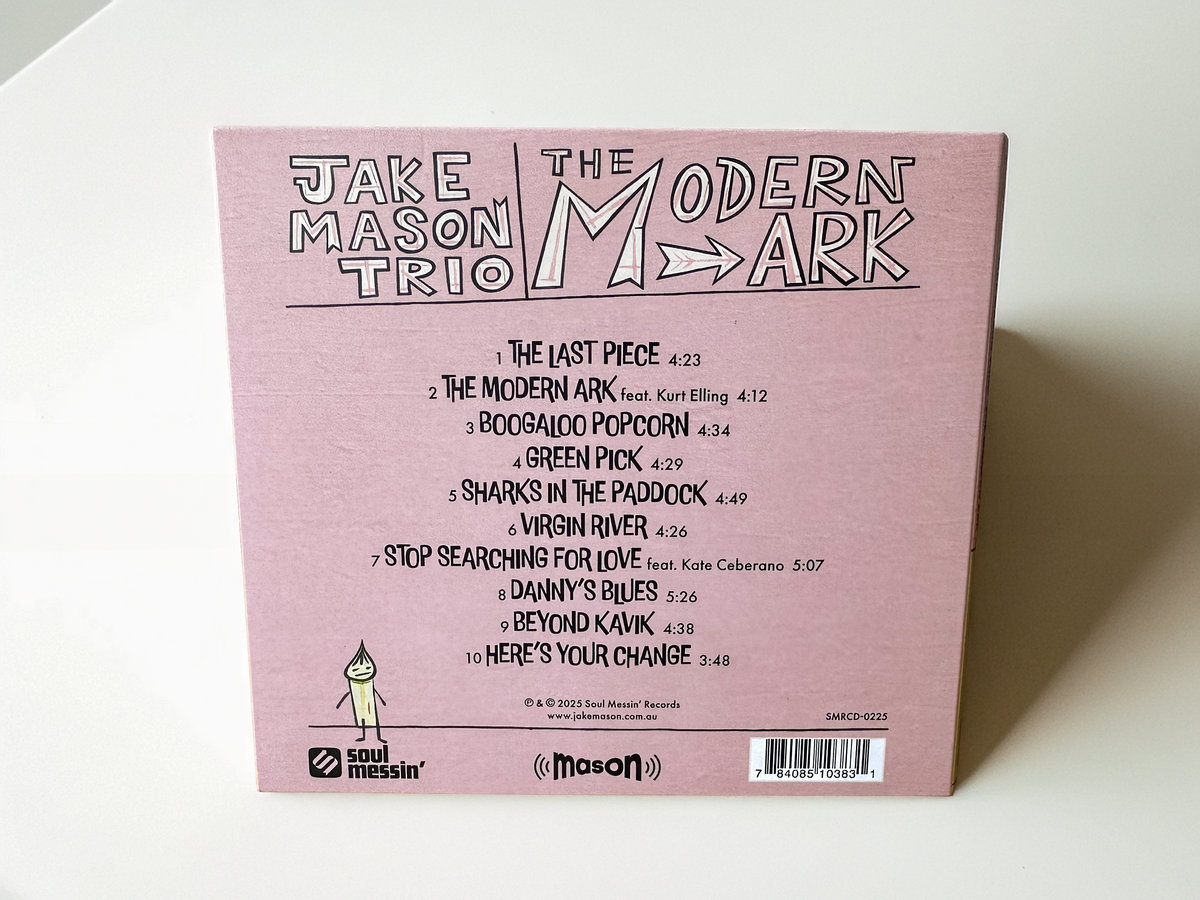 JAKE
MASON
TRIO
THE
MODERN
ARK
1 THE LAST PIECE 4:23
2 THE MODERN ARK feat. Kurt Elling 4:12
3 BOOGALOO POPCORN 4:34
4 GREEN PICK 4:29
5 SHARKS IN THE PADDOCK 4:49
6 VIRGIN RIVER 4:26
7 STOP SEARCHING FOR LOVE feat. Kate Ceberano 5:07
8 DANNY'S BLUES 5:26
9 BEYOND KAVIK 4:38
10 HERE'S YOUR CHANGE 3:48
℗ & © 2025 Soul Messin' Records
www.jakemason.com.au
SMRCD-0225
soul
messin'
mason
7 84085 10383 1